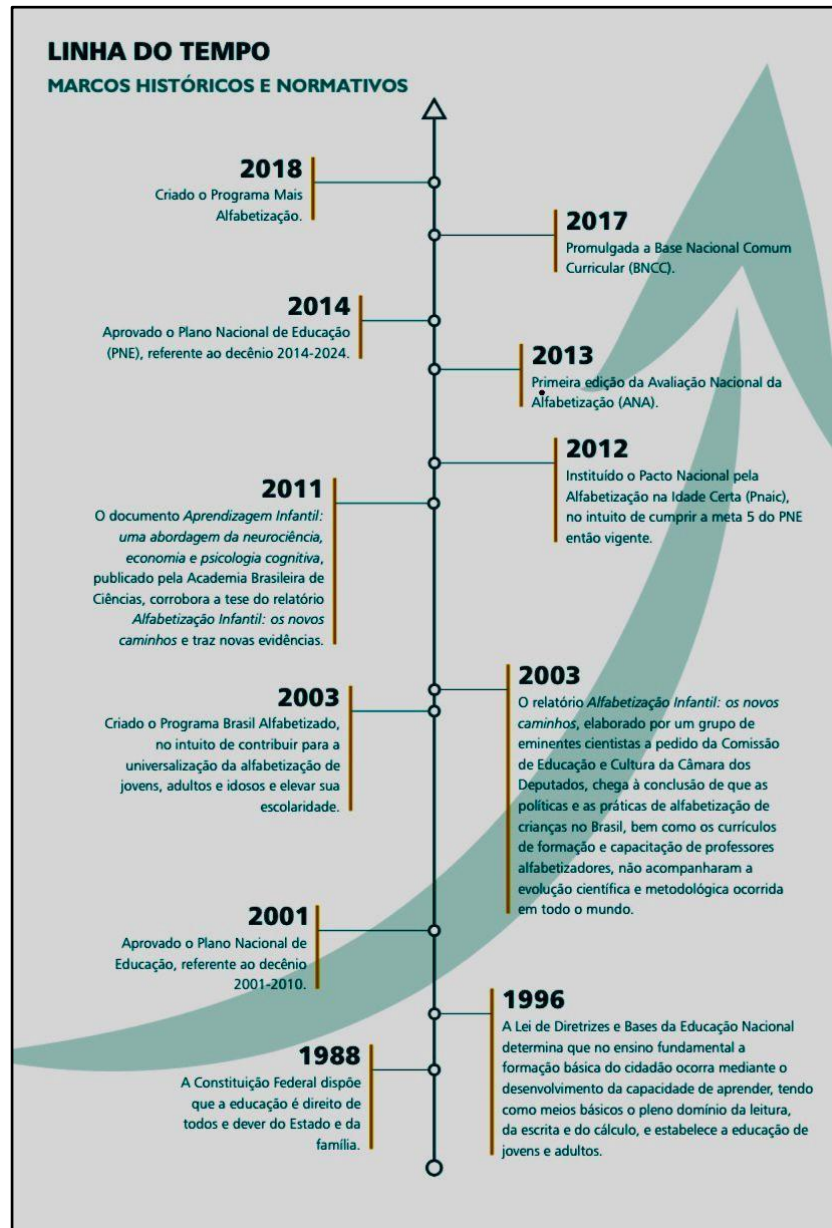 LINHA DO TEMPO
MARCOS HISTÓRICOS E NORMATIVOS
2018
Criado o Programa Mais
Alfabetização.
2017
Promulgada a Base Nacional Comum
Curricular (BNCC).
2014
Aprovado o Plano Nacional de Educação
(PNE), referente ao decênio 2014-2024.
2013
Primeira edição da Avaliação Nacional da
Alfabetização (ANA).
2012
Instituído o Pacto Nacional pela
Alfabetização na Idade Certa (Pnaic),
no intuito de cumprir a meta 5 do PNE
então vigente.
2011
O documento Aprendizagem Infantil:
uma abordagem da neurociência,
economia e psicologia cognitiva,
publicado pela Academia Brasileira de
Ciências, corrobora a tese do relatório
Alfabetização Infantil: os novos
caminhos e traz novas evidências.
2003
O relatório Alfabetização Infantil: os novos
caminhos, elaborado por um grupo de
eminentes cientistas a pedido da Comissão
de Educação e Cultura da Câmara dos
Deputados, chega à conclusão de que as
políticas e as práticas de alfabetização de
crianças no Brasil, bem como os currículos
de formação e capacitação de professores
alfabetizadores, não acompanharam a
evolução científica e metodológica ocorrida
em todo o mundo.
2003
Criado o Programa Brasil Alfabetizado,
no intuito de contribuir para a
universalização da alfabetização de
jovens, adultos e idosos e elevar sua
escolaridade.
2001
Aprovado o Plano Nacional de
Educação, referente ao decênio
2001-2010.
1996
A Lei de Diretrizes e Bases da Educação Nacional
determina que no ensino fundamental a
formação básica do cidadão ocorra mediante o
desenvolvimento da capacidade de aprender, tendo
como meios básicos o pleno domínio da leitura,
da escrita e do cálculo, e estabelece a educação de
jovens e adultos.
1988
A Constituição Federal dispõe
que a educação é direito de
todos e dever do Estado e da
família.